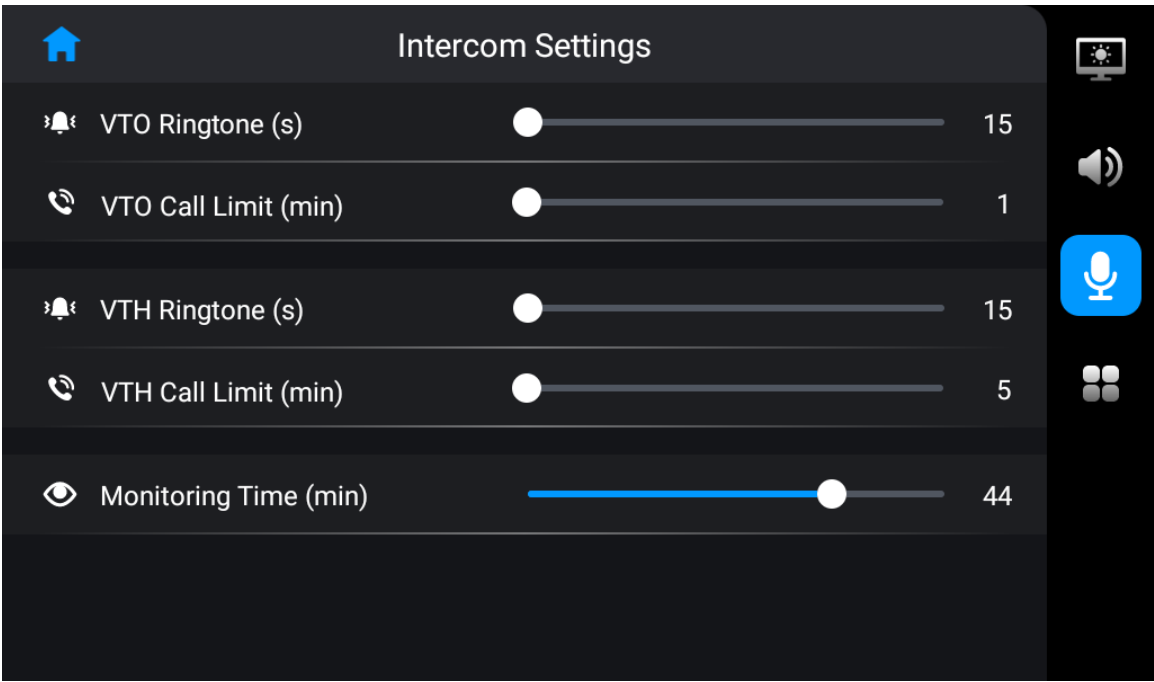 Intercom Settings
VTO Ringtone (s) 15
VTO Call Limit (min) 1
VTH Ringtone (s) 15
VTH Call Limit (min) 5
Monitoring Time (min) 44